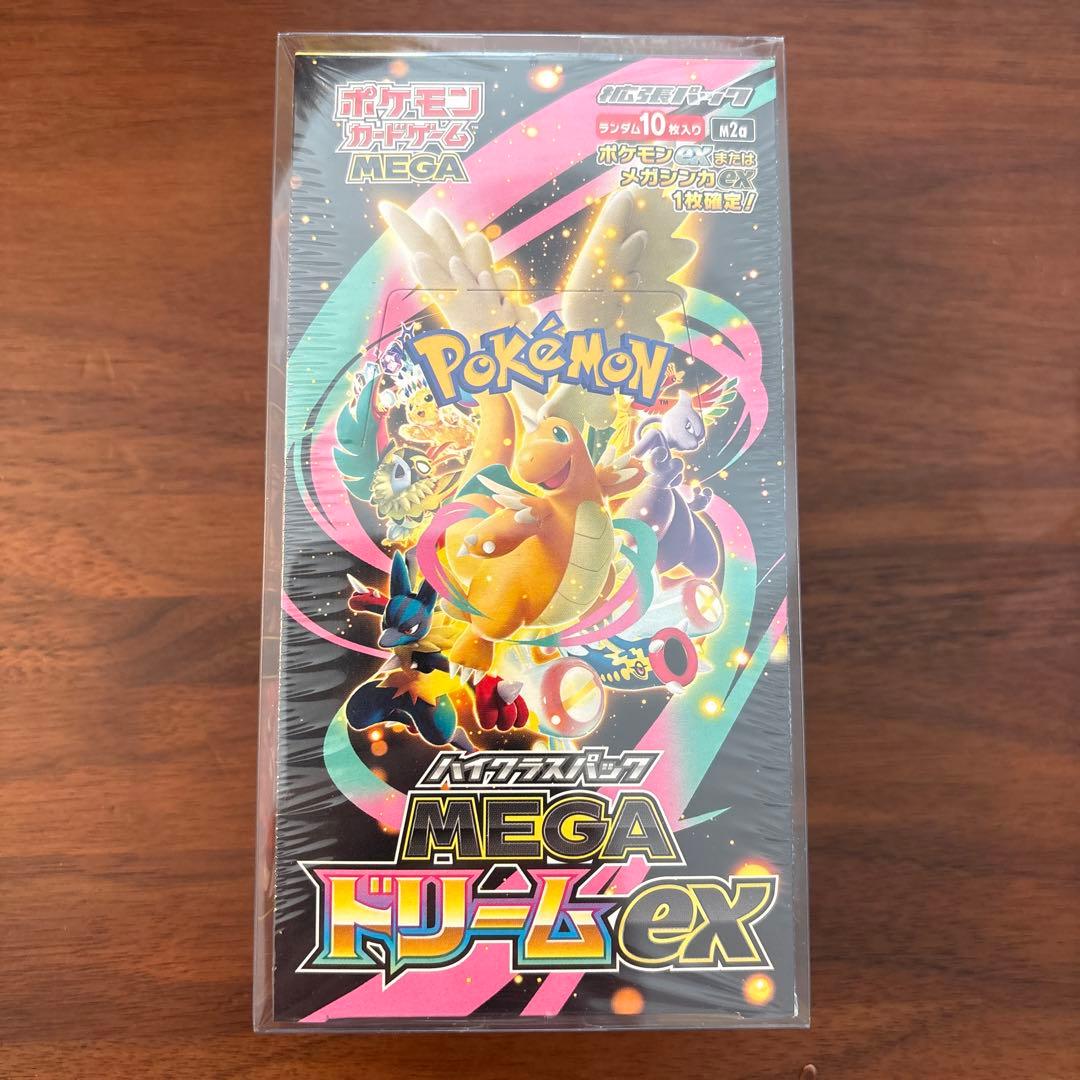 ポケモン
カードゲーム
MEGA
拡張パック
ランダム10枚入り M2a
ポケモンexまたは
メガシンカex
1枚確定!
POKéMON
ハイクラスパック
MEGA
ドリームex